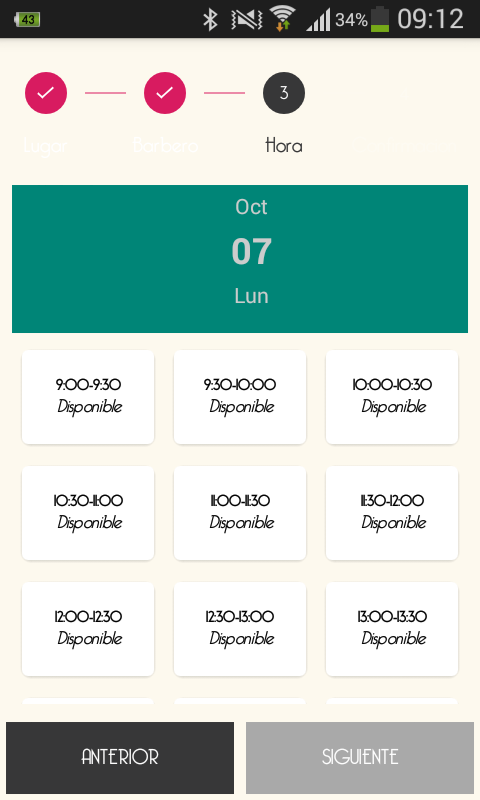 43
34%
09:12
3
Lugar
Barbero
Hora
Oct
07
Lun
9:00-9:30
Disponible
9:30-10:00
Disponible
10:00-10:30
Disponible
10:30-11:00
Disponible
11:00-11:30
Disponible
11:30-12:00
Disponible
12:00-12:30
Disponible
12:30-13:00
Disponible
13:00-13:30
Disponible
ANTERIOR
SIGUIENTE